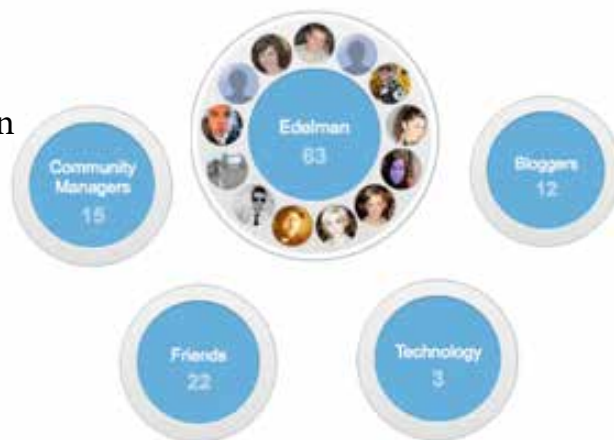 n
Edelman
63
Community
Managers
15
Bloggers
12
Friends
22
Technology
3